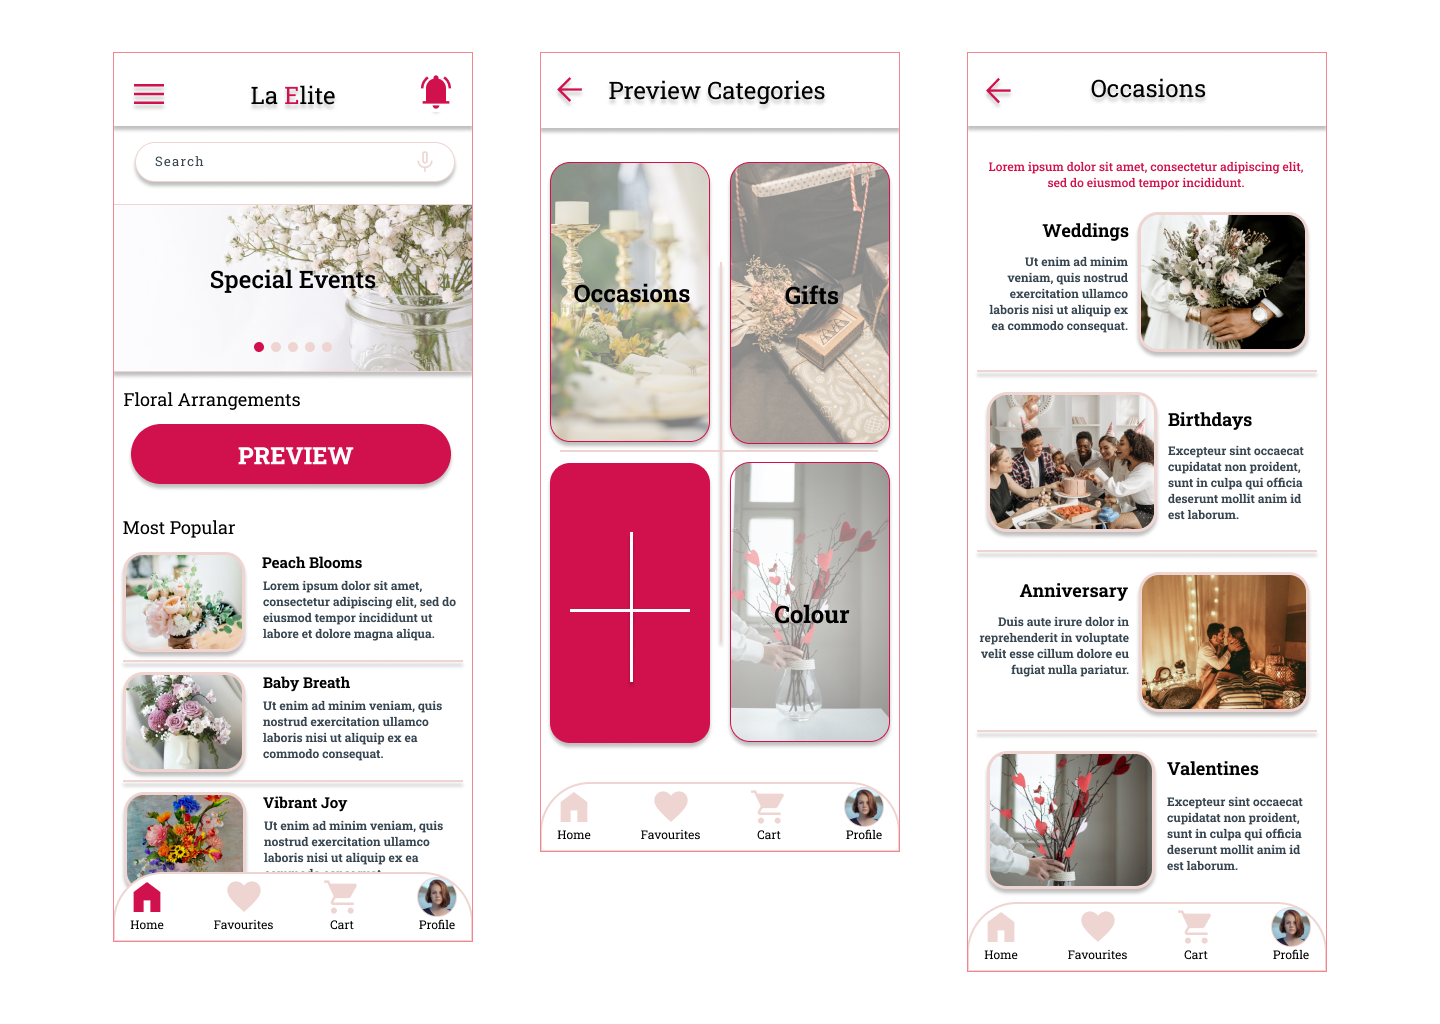 La Elite
Search
Special Events
Floral Arrangements
PREVIEW
Most Popular
Peach Blooms
Lorem ipsum dolor sit amet,
consectetur adipiscing elit, sed do
eiusmod tempor incididunt ut
labore et dolore magna aliqua.
Baby Breath
Ut enim ad minim veniam, quis
nostrud exercitation ullamco
laboris nisi ut aliquip ex ea
commodo consequat.
Vibrant Joy
Ut enim ad minim veniam, quis
nostrud exercitation ullamco
laboris nisi ut aliquip ex ea
Home
Favourites
Cart
Profile
Preview Categories
Occasions
Gifts
Colour
Home
Favourites
Cart
Profile
Occasions
Lorem ipsum dolor sit amet, consectetur adipiscing elit,
sed do eiusmod tempor incididunt.
Weddings
Ut enim ad minim
veniam, quis nostrud
exercitation ullamco
laboris nisi ut aliquip ex
ea commodo consequat.
Birthdays
Excepteur sint occaecat
cupidatat non proident,
sunt in culpa qui officia
deserunt mollit anim id
est laborum.
Anniversary
Duis aute irure dolor in
reprehenderit in voluptate
velit esse cillum dolore eu
fugiat nulla pariatur.
Valentines
Excepteur sint occaecat
cupidatat non proident,
sunt in culpa qui officia
deserunt mollit anim id
est laborum.
Home
Favourites
Cart
Profile